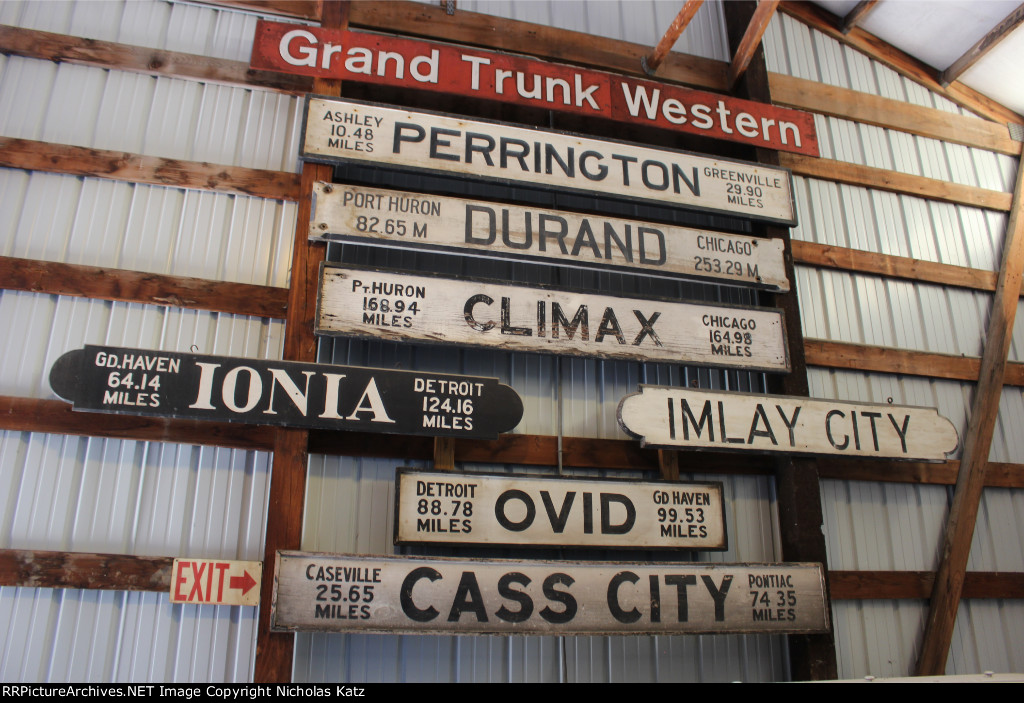 Grand Trunk Western
ASHLEY
10.48
MILES
PERRINGTON
GREENVILLE
29.90
MILES
PORT HURON
82.65 M
DURAND
CHICAGO
253.29 M
PT. HURON
168.94
MILES
CLIMAX
CHICAGO
164.98
MILES
GD. HAVEN
64.14
MILES
IONIA
DETROIT
124.16
MILES
IMLAY CITY
DETROIT
88.78
MILES
OVID
GD HAVEN
99.53
MILES
EXIT
CASEVILLE
25.65
MILES
CASS CITY
PONTIAC
74 35
MILES
RRPictureArchives.NET Image Copyright Nicholas Katz